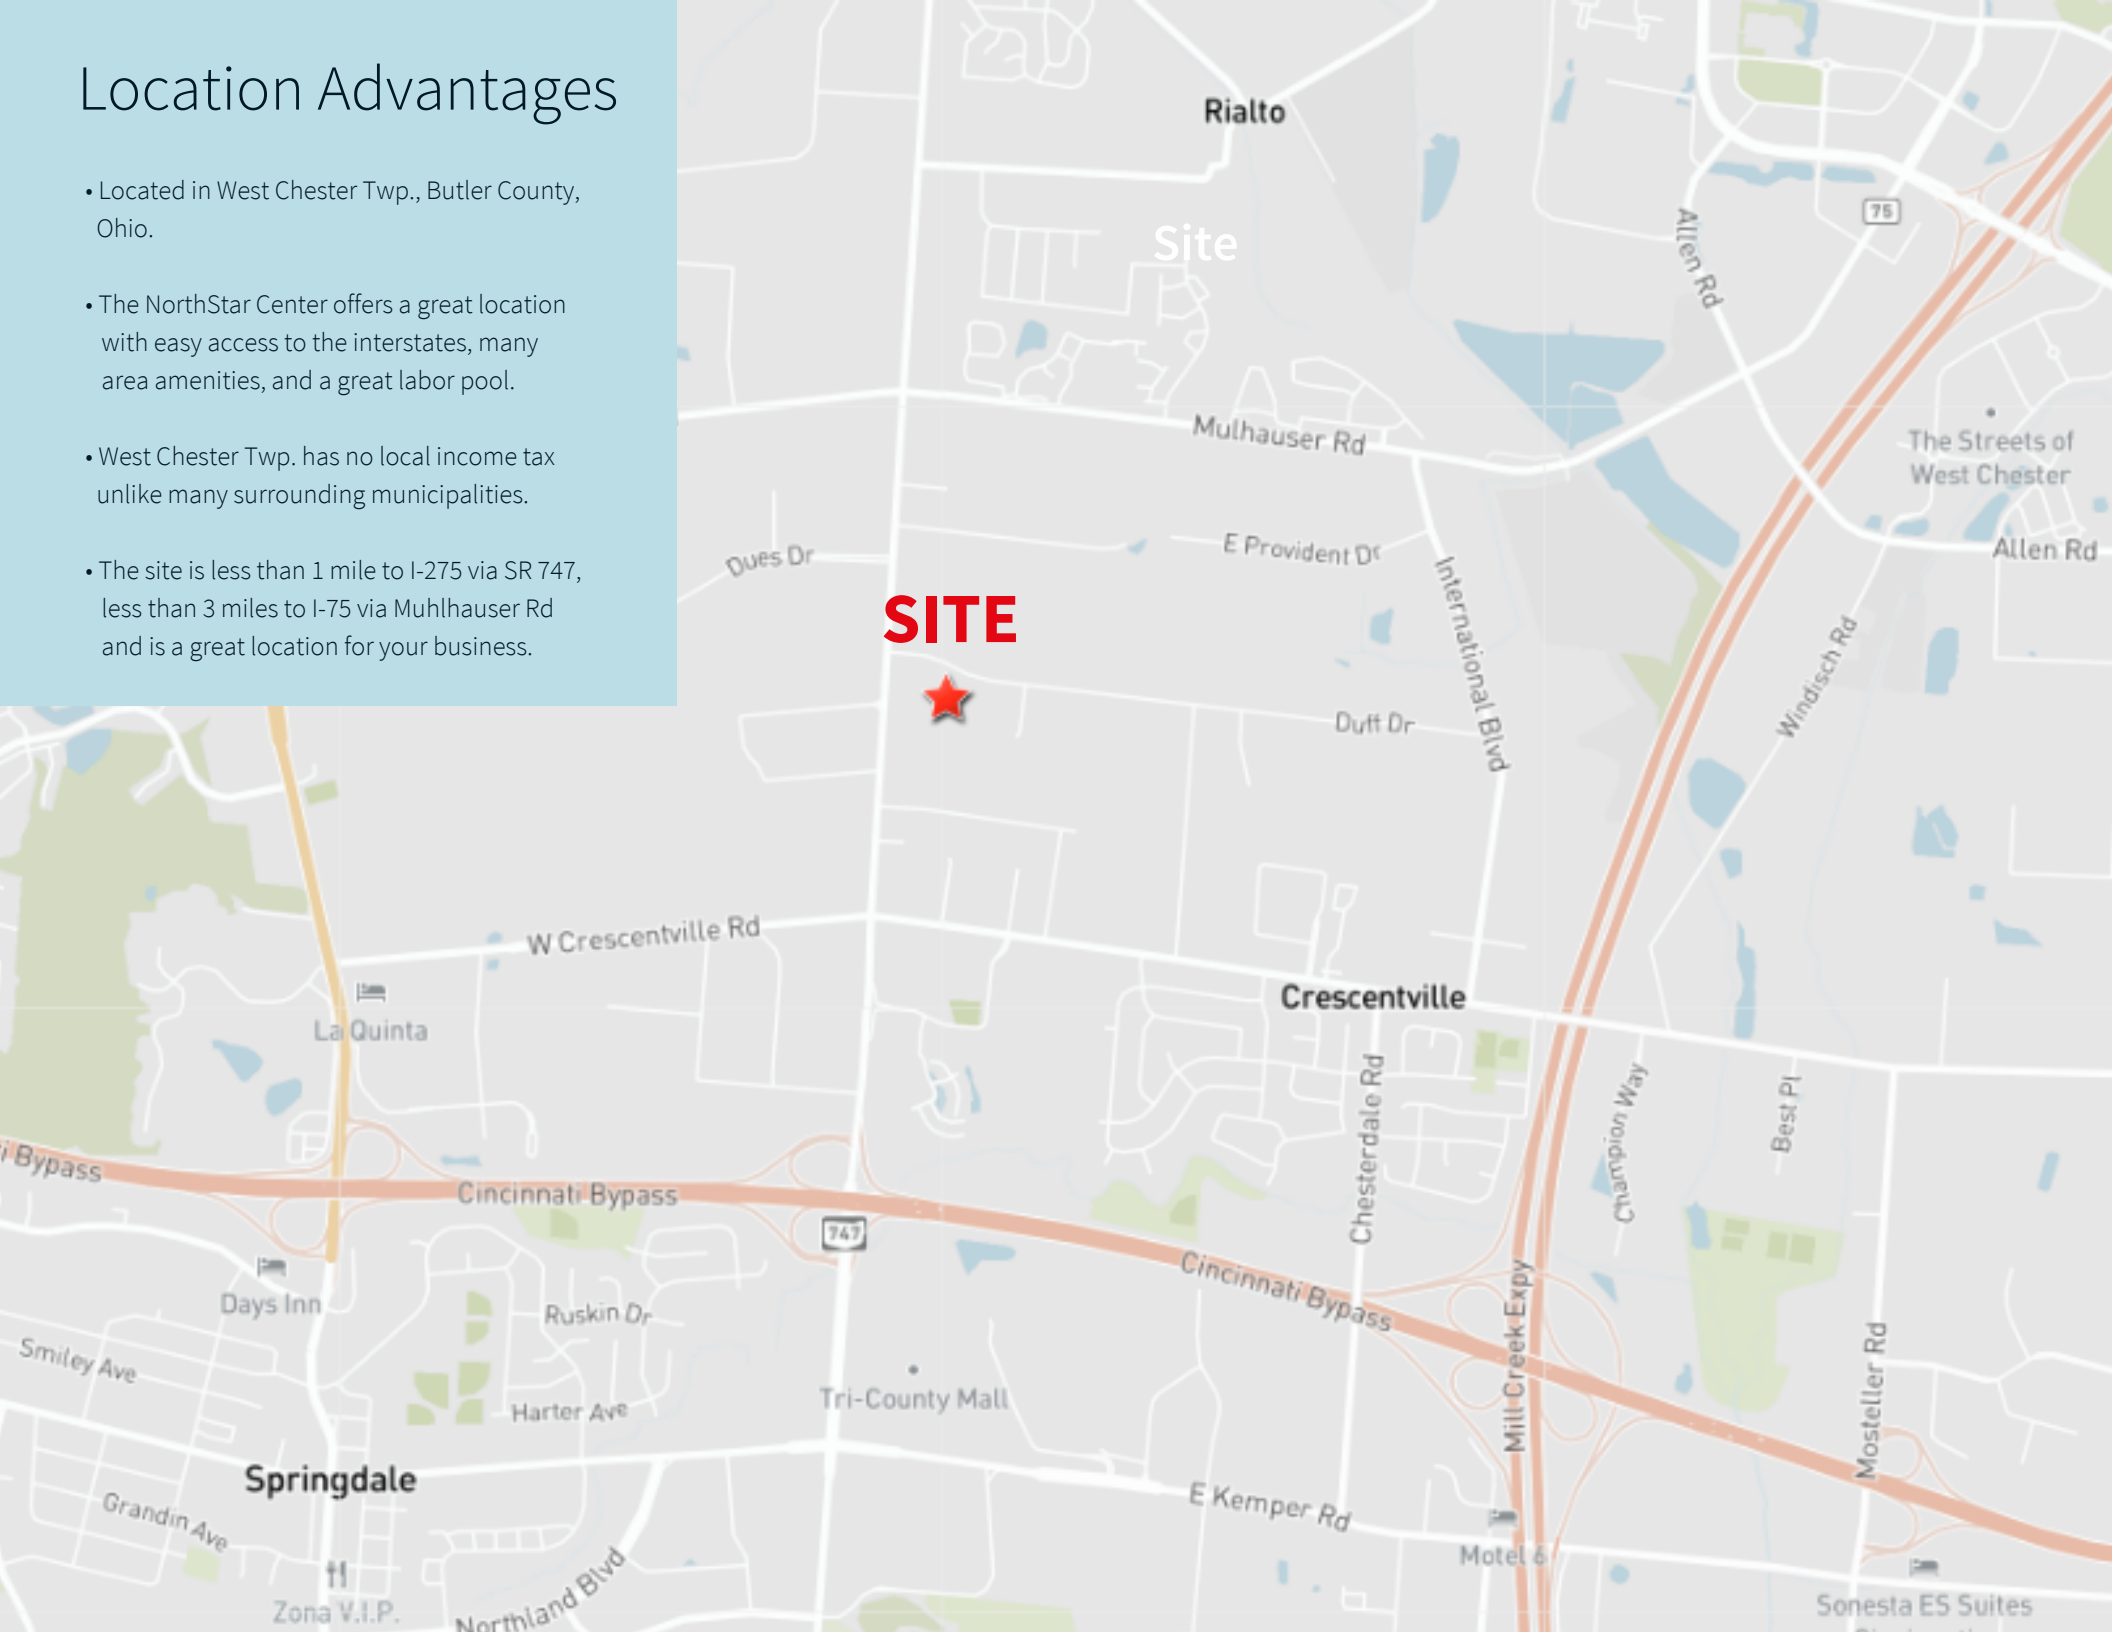 Location Advantages
• Located in West Chester Twp., Butler County,
Ohio.
• The NorthStar Center offers a great location
with easy access to the interstates, many
area amenities, and a great labor pool.
• West Chester Twp. has no local income tax
unlike many surrounding municipalities.
• The site is less than 1 mile to I-275 via SR 747,
less than 3 miles to I-75 via Muhlhauser Rd
and is a great location for your business.
Rialto
Site
75
Allen Rd
Mulhauser Rd
The Streets of
West Chester
Allen Rd
Dues Dr
E Provident Dr
SITE
International Blvd
Windisch Rd
Dutt Dr
W Crescentville Rd
Crescentville
La Quinta
Chesterdale Rd
Champion Way
Best Pl
i Bypass
Cincinnati Bypass
747
Cincinnati Bypass
Mill Creek Expy
Days Inn
Ruskin Dr
Smiley Ave
Tri-County Mall
Harter Ave
Mosteller Rd
Springdale
Grandin Ave
E Kemper Rd
Motel 6
Northland Blvd
Zona V.I.P.
Sonesta ES Suites